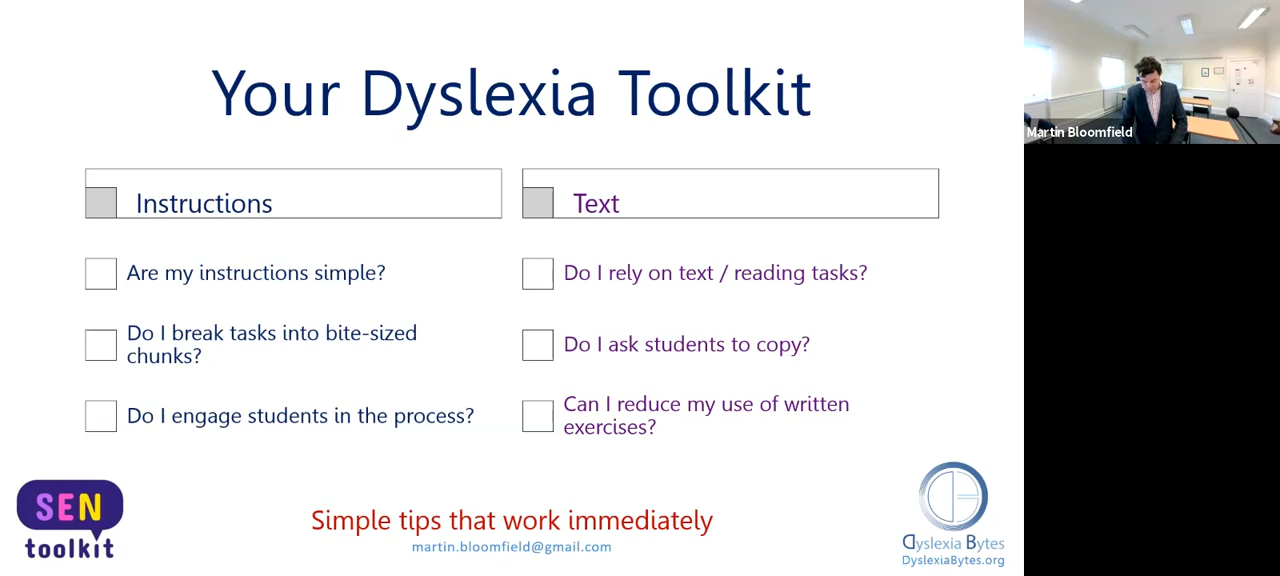 Your Dyslexia Toolkit
Instructions
Are my instructions simple?
Do I break tasks into bite-sized
chunks?
Do I engage students in the process?
Text
Do I rely on text / reading tasks?
Do I ask students to copy?
Can I reduce my use of written
exercises?
SEN
toolkit
Simple tips that work immediately
martin.bloomfield@gmail.com
Dyslexia Bytes
DyslexiaBytes.org
Martin Bloomfield